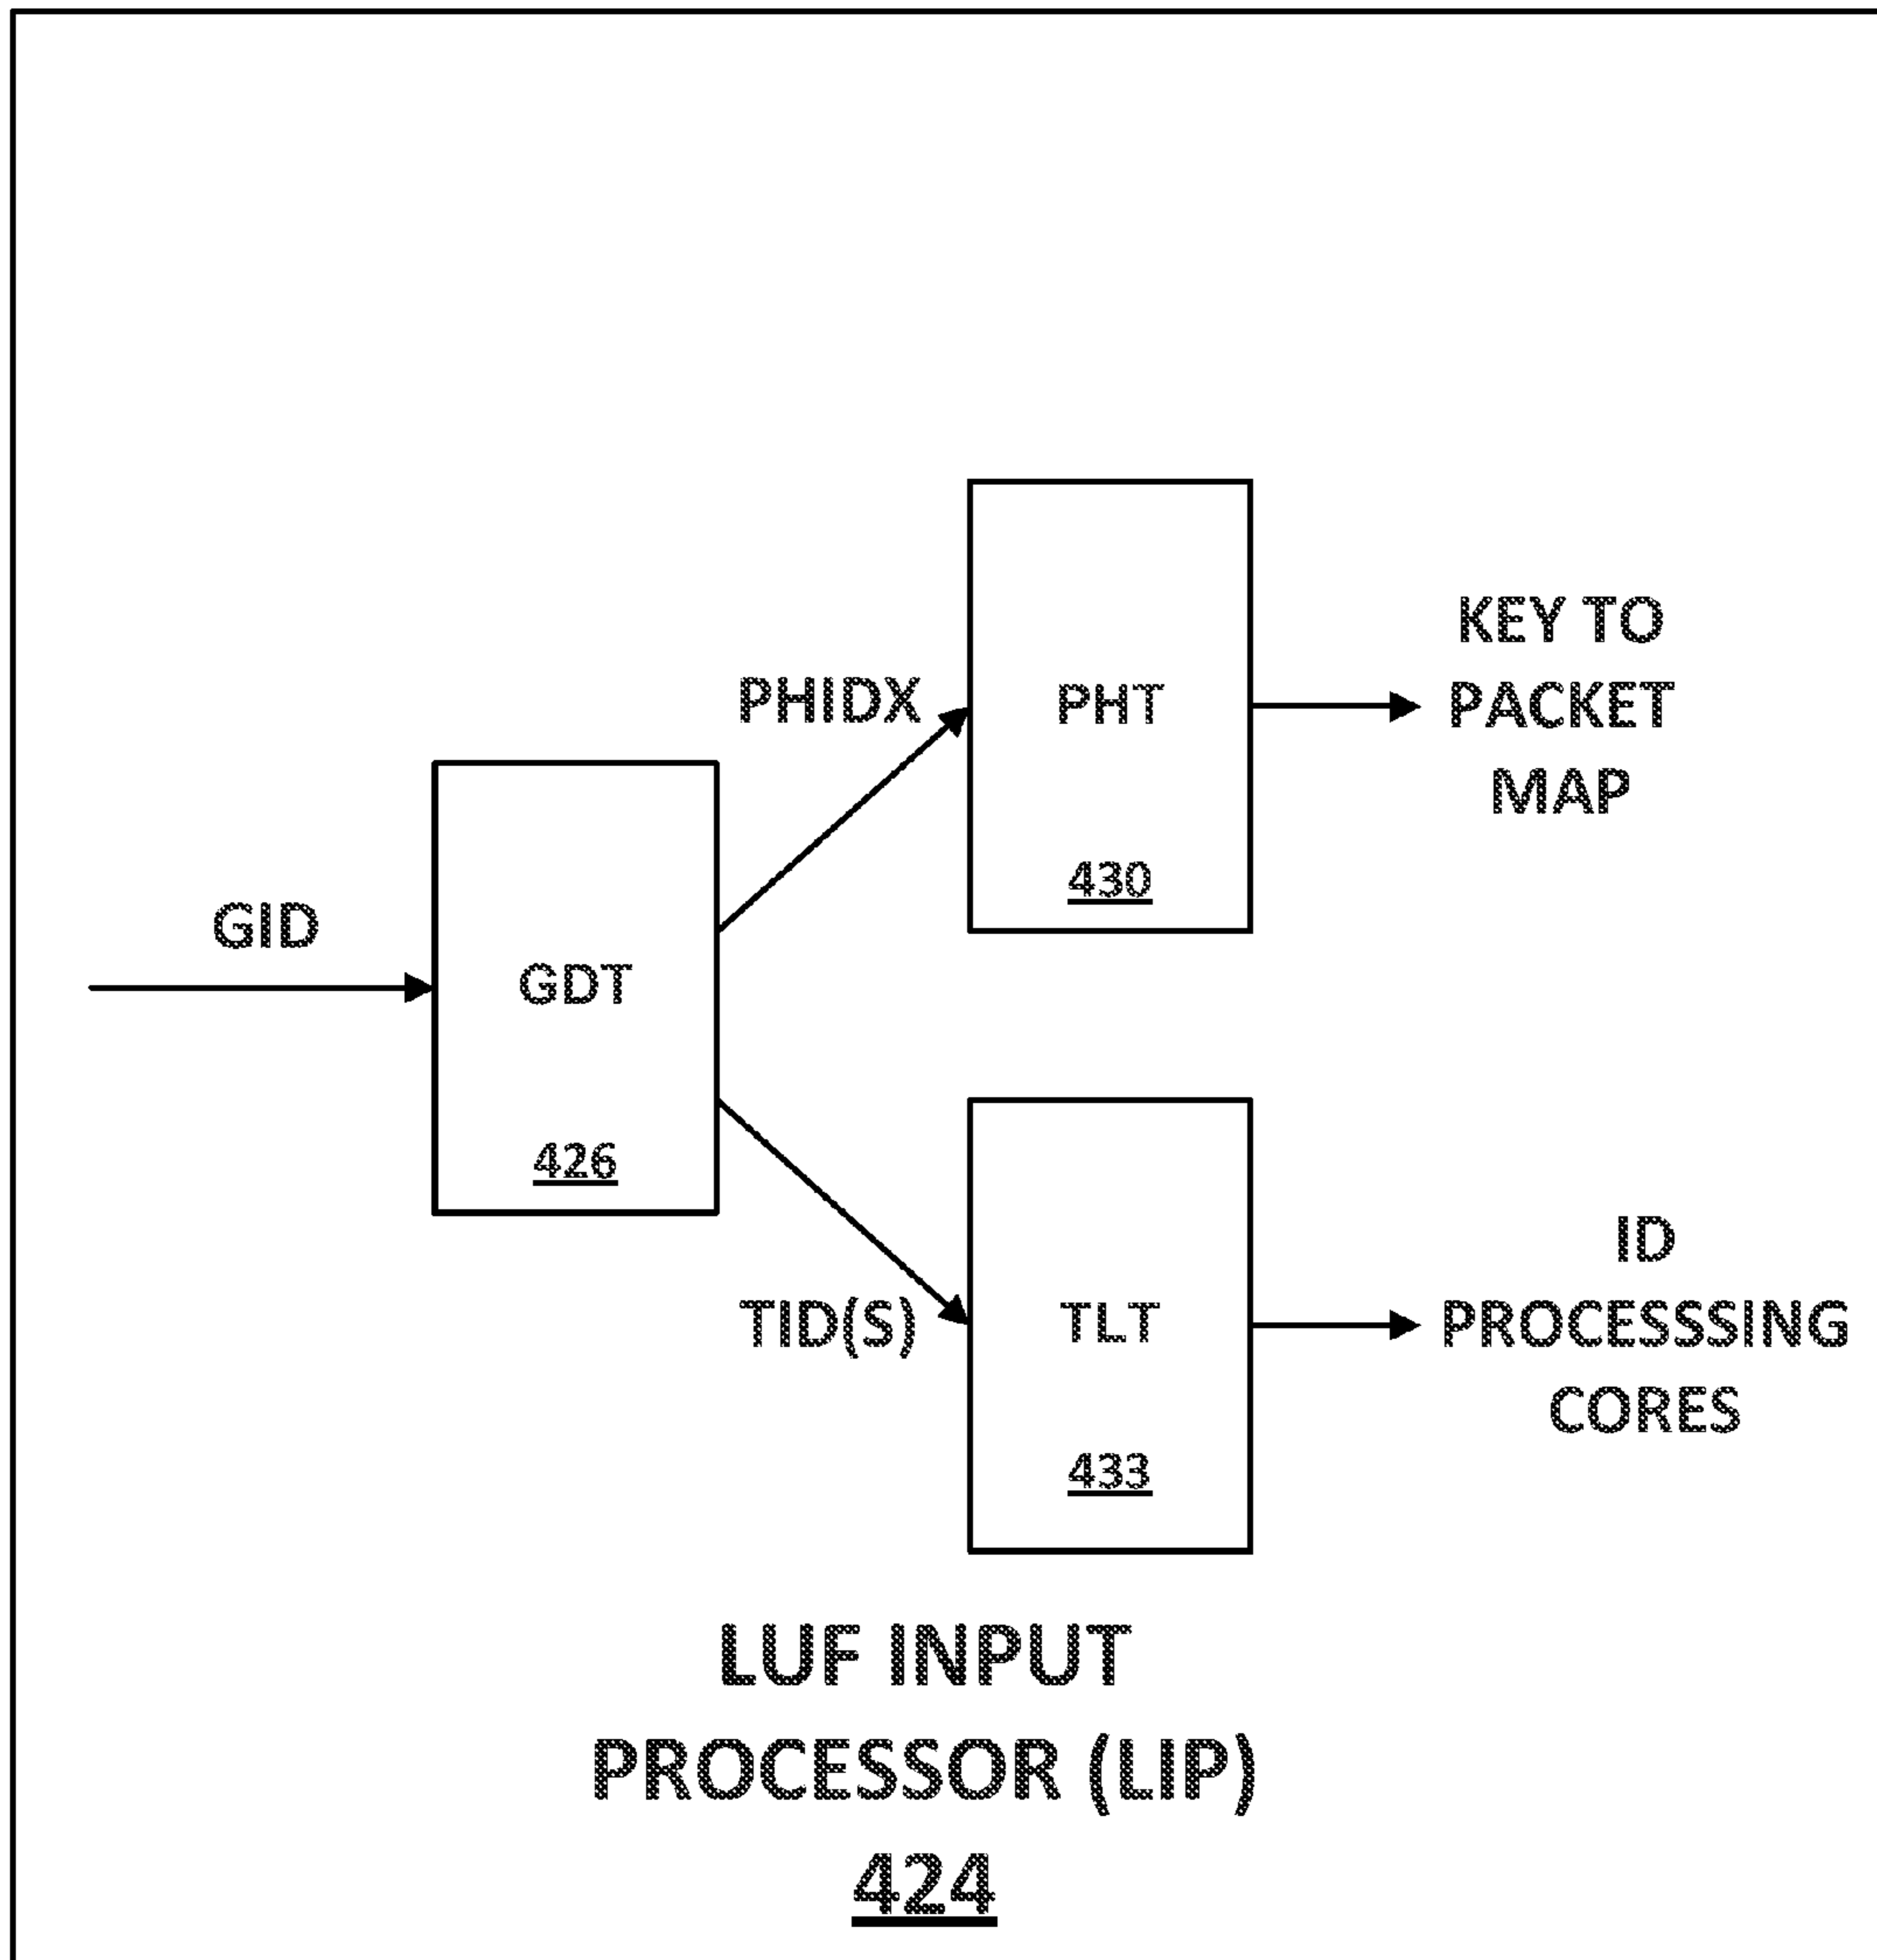 GID
GDT
426
PHIDX
PHT
430
KEY TO
PACKET
MAP
TID(S)
TLT
433
ID
PROCESSSING
CORES
LUF INPUT
PROCESSOR (LIP)
424